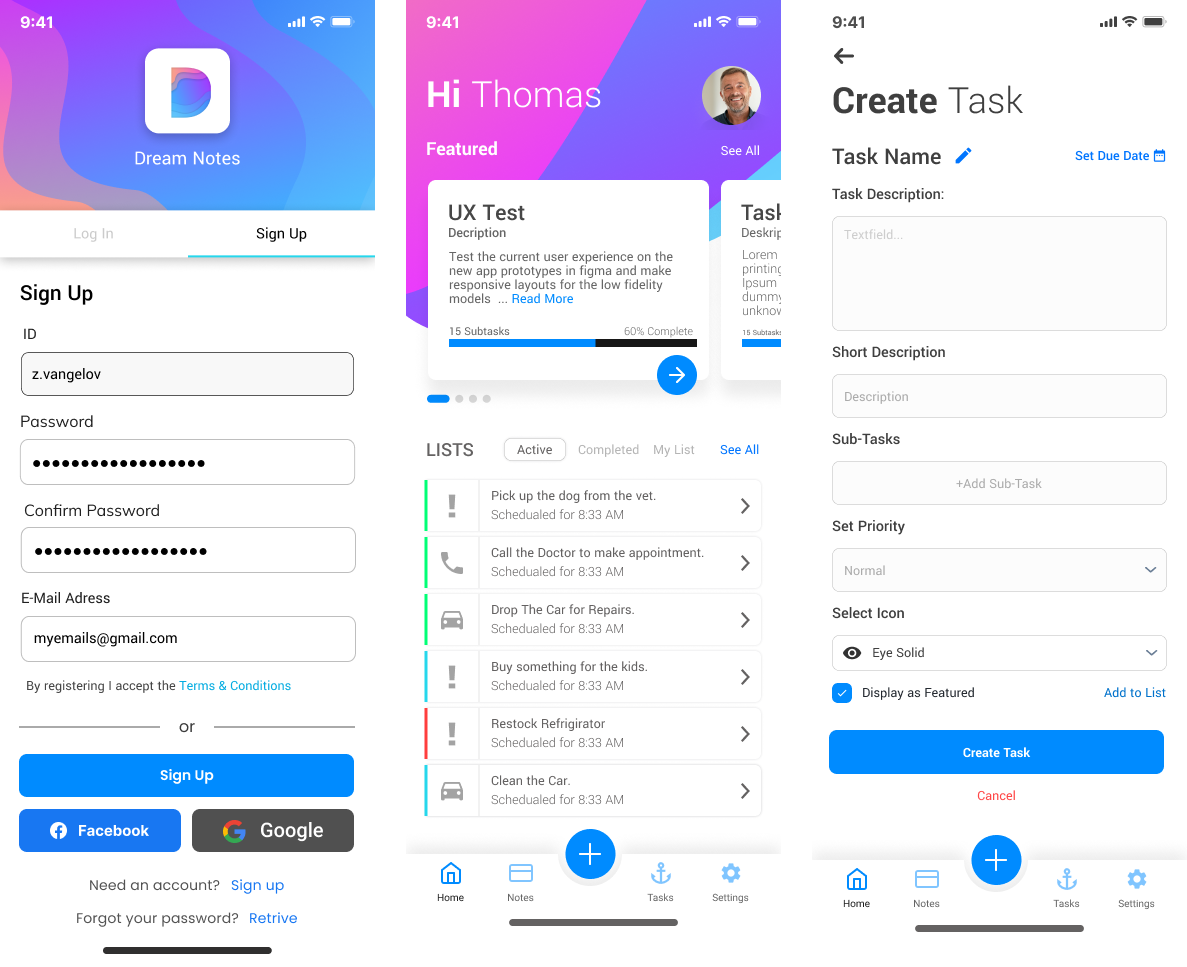 9:41
Dream Notes
Log In
Sign Up
Sign Up
ID
z.vangelov
Password
●●●●●●●●●●●●●●●●●●
Confirm Password
●●●●●●●●●●●●●●●●●●
E-Mail Adress
myemails@gmail.com
By registering I accept the Terms & Conditions
or
Sign Up
Facebook
Google
Need an account? Sign up
Forgot your password? Retrive
9:41
Hi Thomas
Featured
See All
UX Test
Decription
Test the current user experience on the
new app prototypes in figma and make
responsive layouts for the low fidelity
models ... Read More
15 Subtasks
60% Complete
Task
Deskrip
Lorem
printing
Ipsum
dummy
unknow
15 Subtasks
LISTS
Active
Completed
My List
See All
Pick up the dog from the vet.
Schedualed for 8:33 AM
Call the Doctor to make appointment.
Schedualed for 8:33 AM
Drop The Car for Repairs.
Schedualed for 8:33 AM
Buy something for the kids.
Schedualed for 8:33 AM
Restock Refrigirator
Schedualed for 8:33 AM
Clean the Car.
Schedualed for 8:33 AM
Home
Notes
Tasks
Settings
9:41
Create Task
Task Name
Set Due Date
Task Description:
Textfield...
Short Description
Description
Sub-Tasks
+Add Sub-Task
Set Priority
Normal
Select Icon
Eye Solid
Display as Featured
Add to List
Create Task
Cancel
Home
Notes
Tasks
Settings